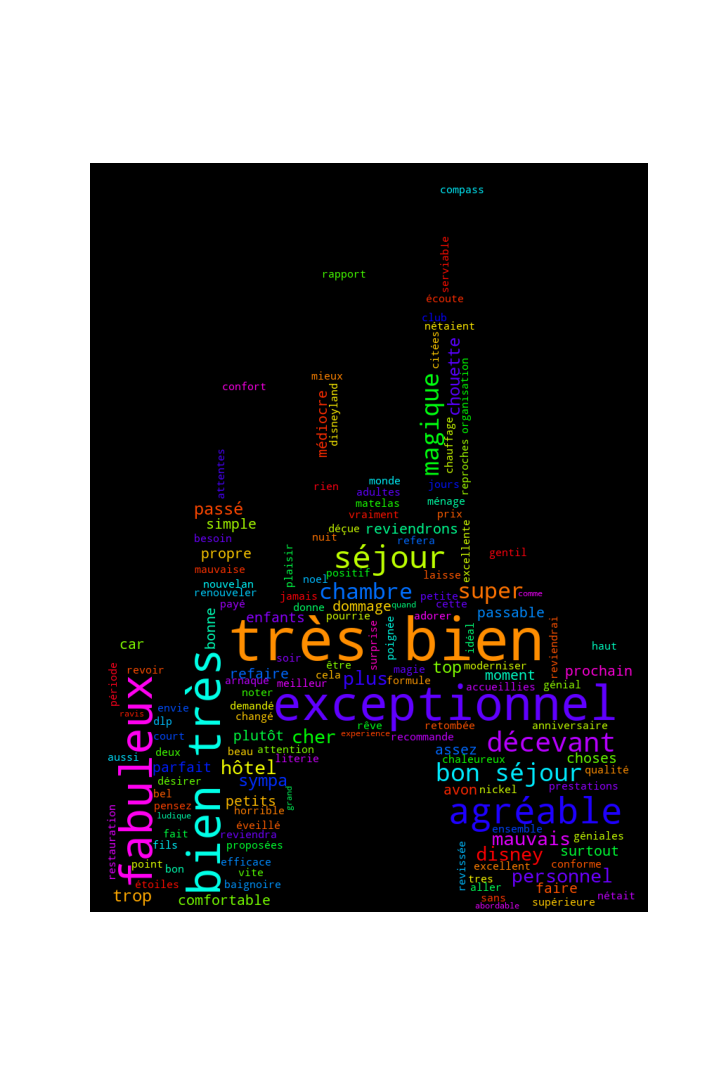 compass
serviable
rapport
écoute
club
nétaient
citées
chouette
organisation
mieux
confort
disneyland
médiocre
magique
chauffage
reproches
attentes
rien
monde
jours
adultes
matelas
ménage
passé
vraiment
prix
simple
déçue
reviendrons
besoin
nuit
refera
excellente
propre
plaisir
séjour
gentil
mauvaise
positif
laisse
noel
nouvelan
renouveler
jamais
chambre
petite
super
comme
payé
donne
dommage
quand
cette
passable
bonne
enfants
pourrie
adorer
car
très bien
surprise
poignée
idéal
reviendrai
haut
soir
être
magie
top
moderniser
période
revoir
refaire
cela
moment
prochain
arnaque
meilleur
plus
formule
accueillies
génial
fabuleux
bien très
noter
exceptionnel
ravis
envie
demandé
changé
dlp
rêve
retombée
anniversaire
court
plutôt
cher
experience
recommande
décevant
deux
beau
attention
assez
aussi
literie
chaleureux
choses
parfait
hôtel
bon séjour
qualité
désirer
sympa
avon
nickel
prestations
bel
pensez
petits
grand
agréable
ludique
horrible
restauration
éveillé
ensemble
fait
reviendra
mauvais
géniales
fils
proposées
disney
surtout
point
bon
efficace
revissée
excellent
conforme
vite
tres
personnel
étoiles
baignoire
aller
faire
trop
comfortable
sans
supérieure
nétait
abordable